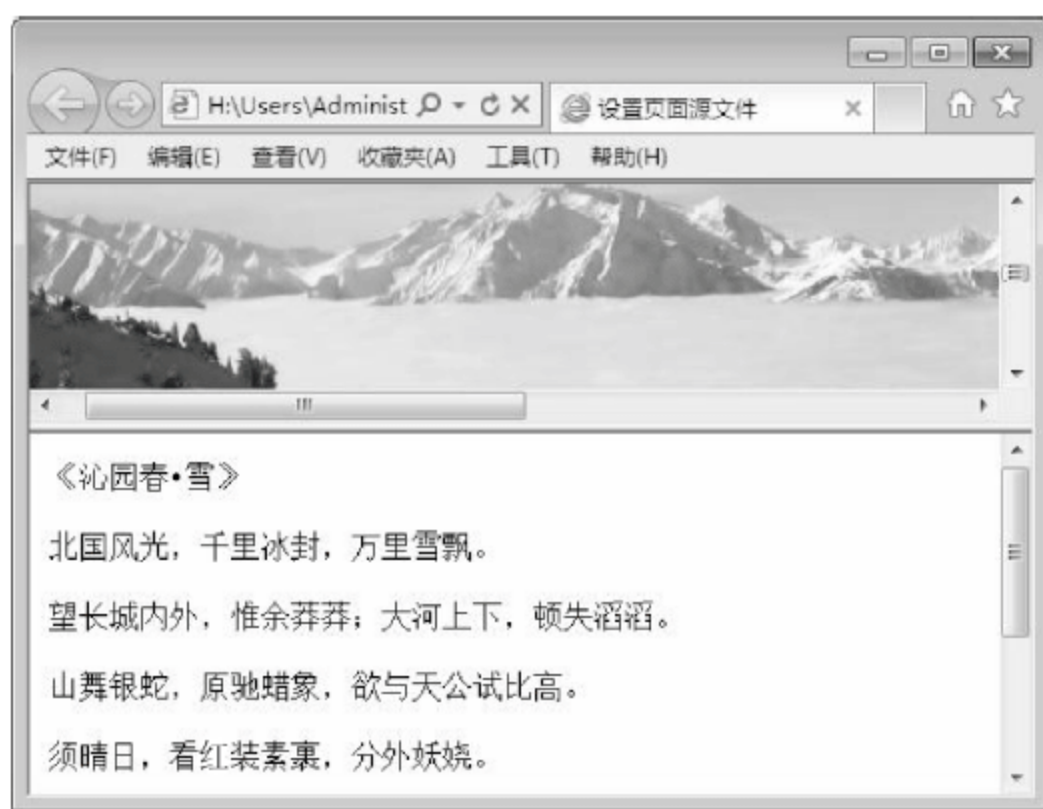 H:\Users\Administ
设置页面源文件
文件(F) 编辑(E) 查看(V) 收藏夹(A) 工具(T) 帮助(H)
《沁园春•雪》
北国风光，千里冰封，万里雪飘。
望长城内外，惟余莽莽；大河上下，顿失滔滔。
山舞银蛇，原驰蜡象，欲与天公试比高。
须晴日，看红装素裹，分外妖娆。